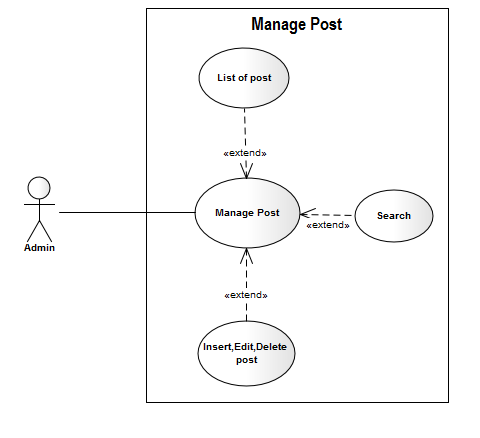 Manage Post
List of post
«extend»
Manage Post
Search
«extend»
Admin
«extend»
Insert,Edit,Delete
post